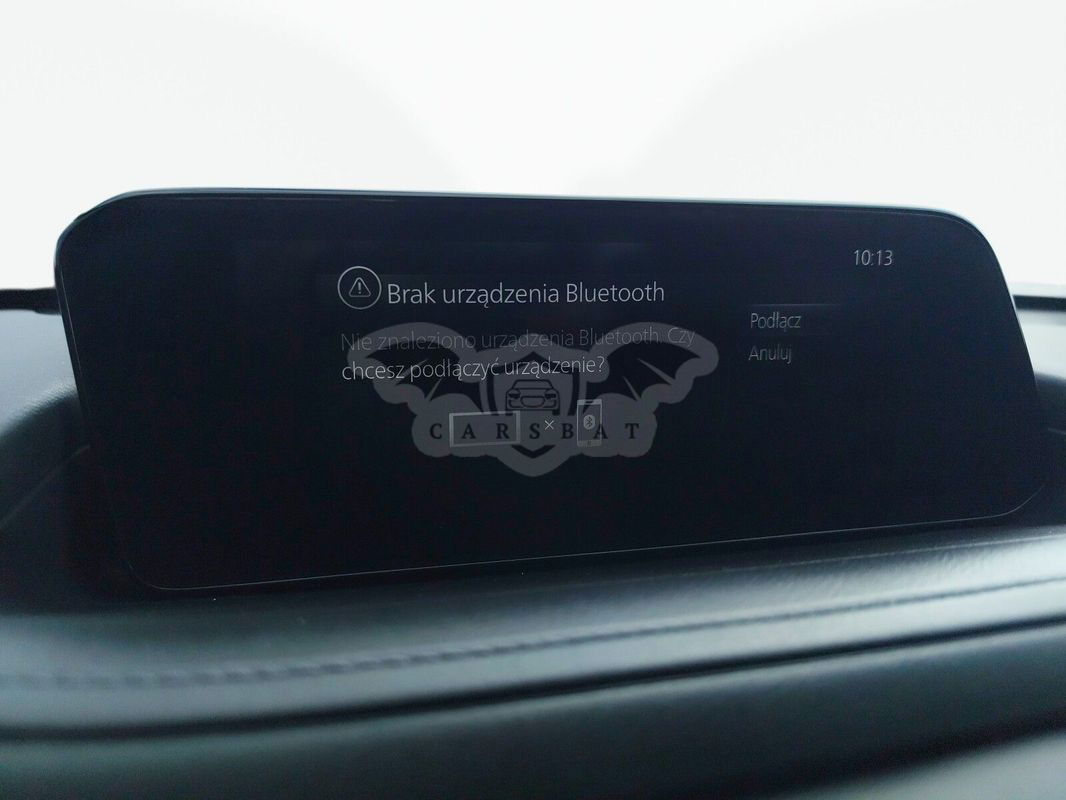 10:13
Brak urządzenia Bluetooth
Nie znaleziono urządzenia Bluetooth. Czy
chcesz podłączyć urządzenie?
Podłącz
Anuluj
CARSBAT